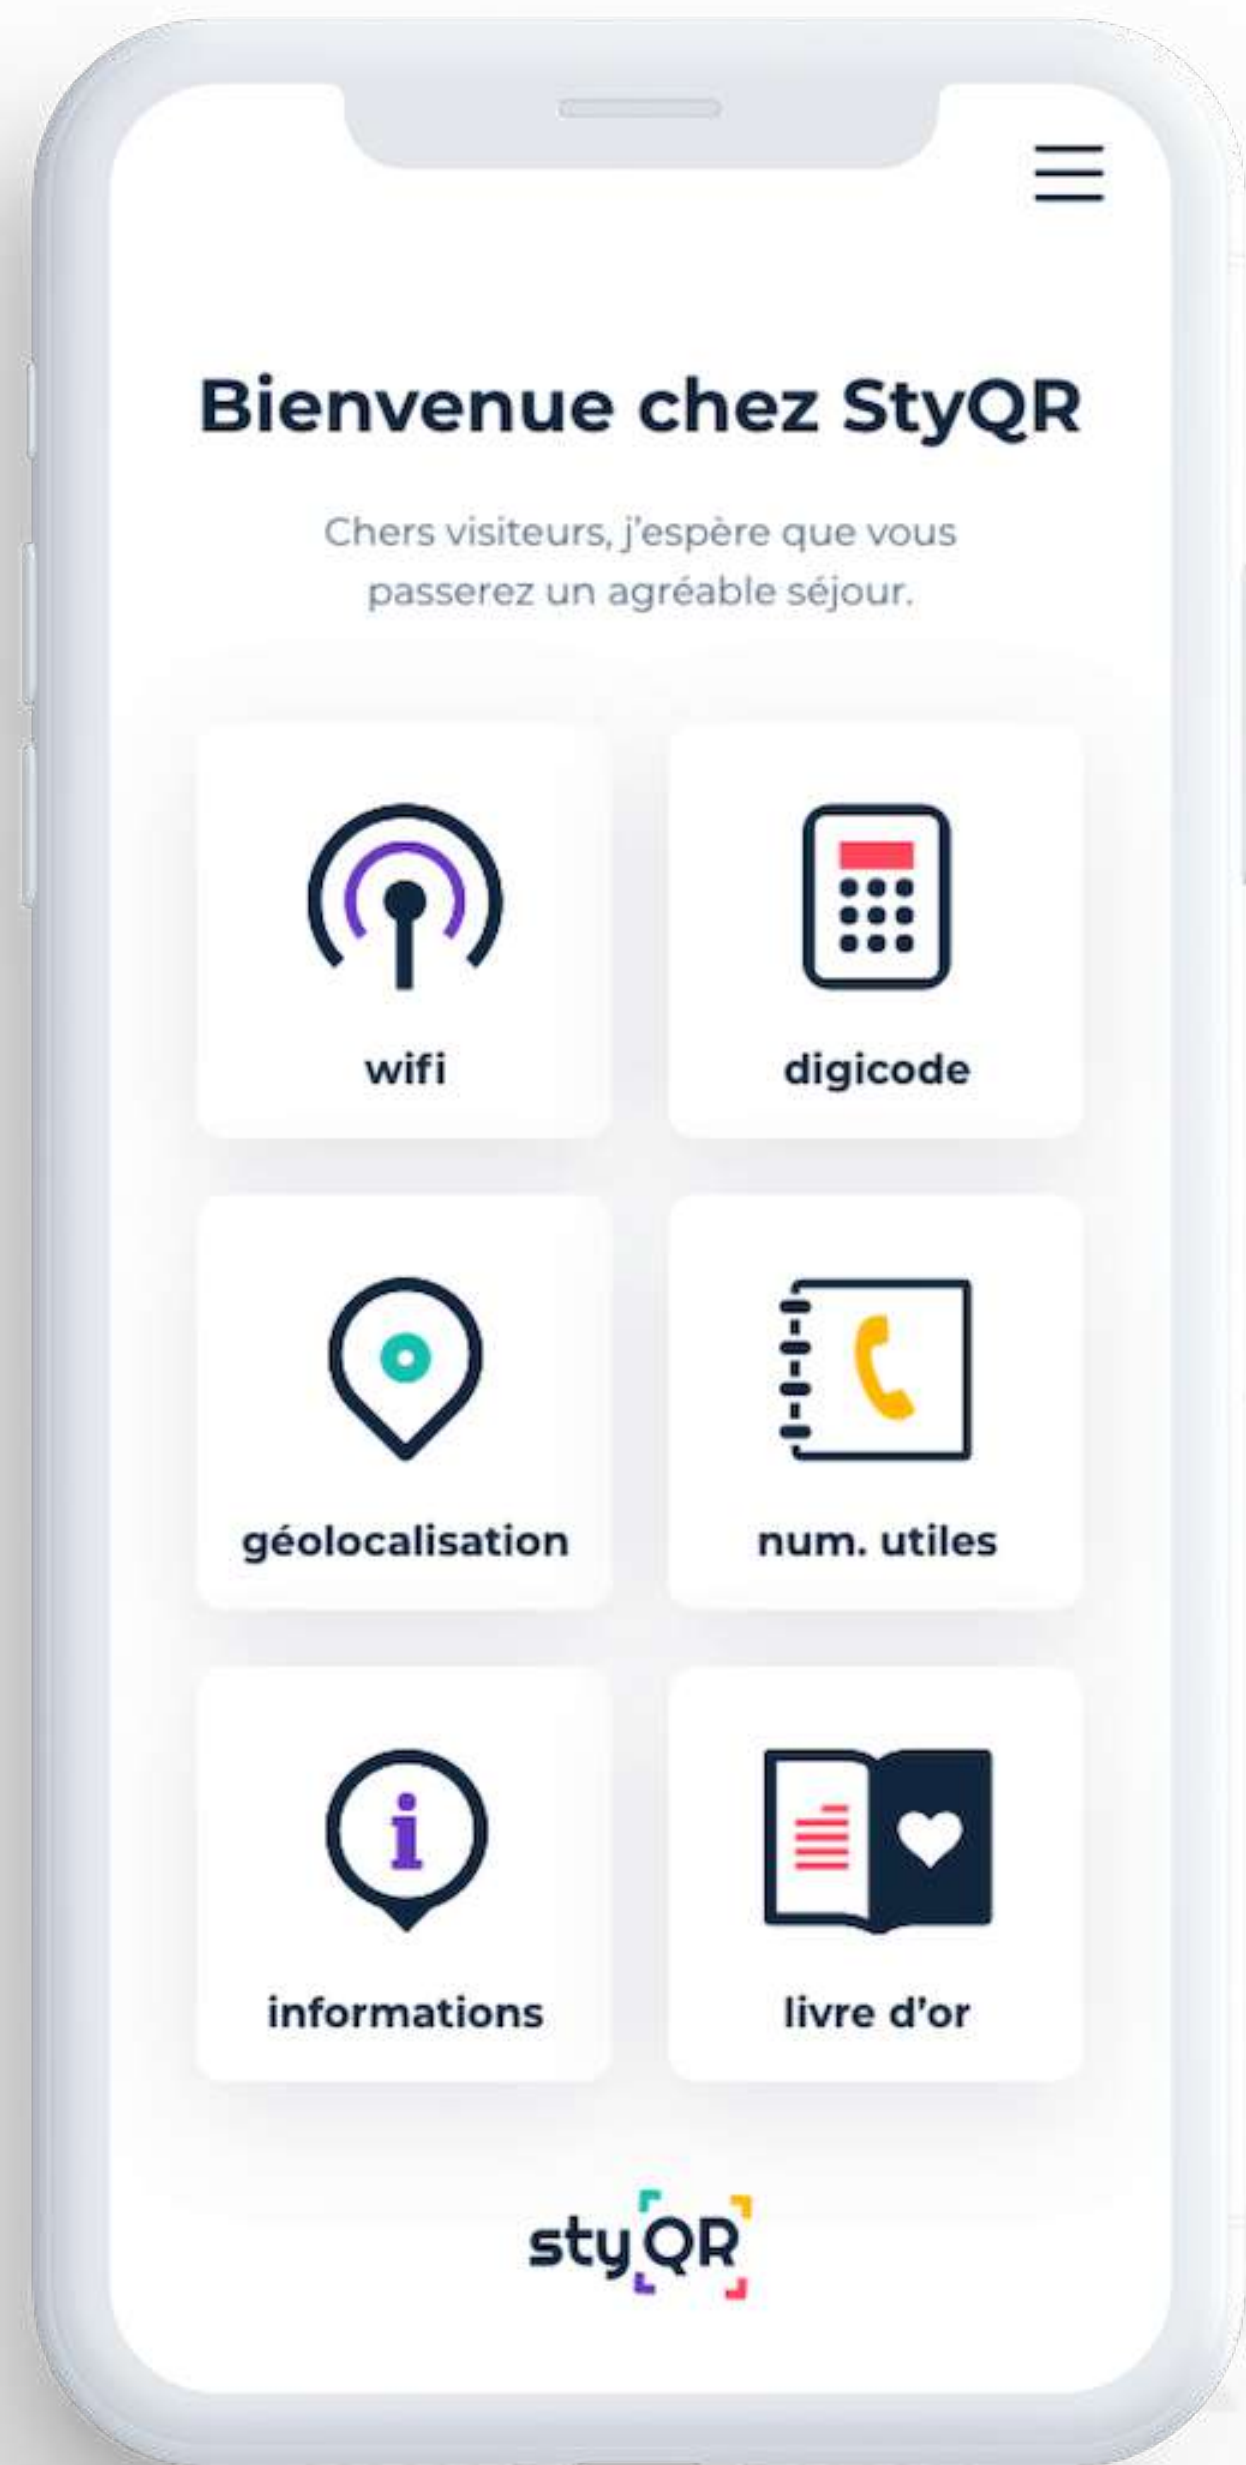 Bienvenue chez StyQR
Chers visiteurs, j'espère que vous
passerez un agréable séjour.
wifi
digicode
géolocalisation
num. utiles
informations
livre d'or
styQR